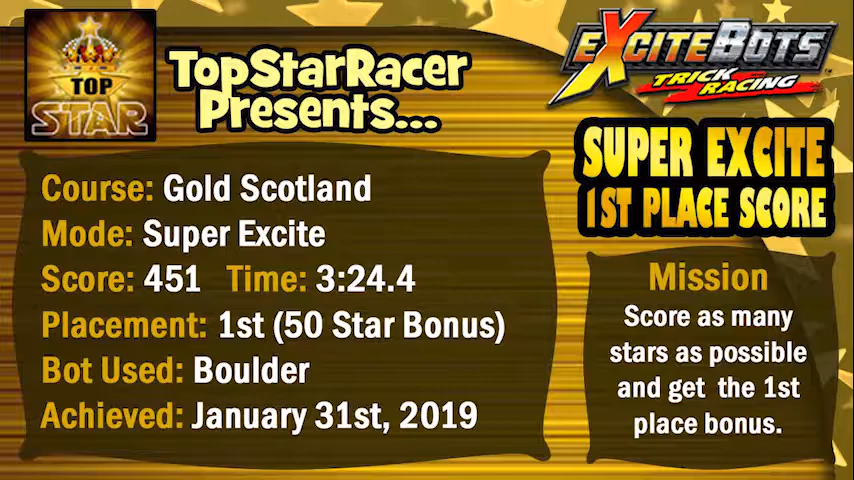 TOP
STAR
TopStarRacer
Presents...
EXCITEBOTS
TRICK
RACING
™
SUPER EXCITE
1ST PLACE SCORE
Course: Gold Scotland
Mode: Super Excite
Score: 451 Time: 3:24.4
Placement: 1st (50 Star Bonus)
Bot Used: Boulder
Achieved: January 31st, 2019
Mission
Score as many
stars as possible
and get the 1st
place bonus.